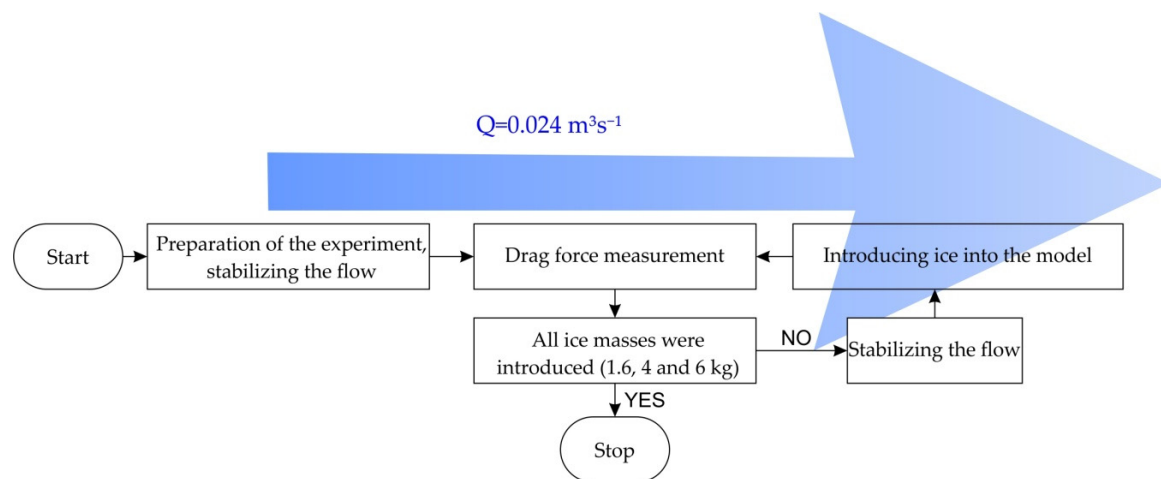 Q=0.024 m³s⁻¹
Start
Preparation of the experiment,
stabilizing the flow
Drag force measurement
Introducing ice into the model
All ice masses were
introduced (1.6, 4 and 6 kg)
NO
Stabilizing the flow
YES
Stop